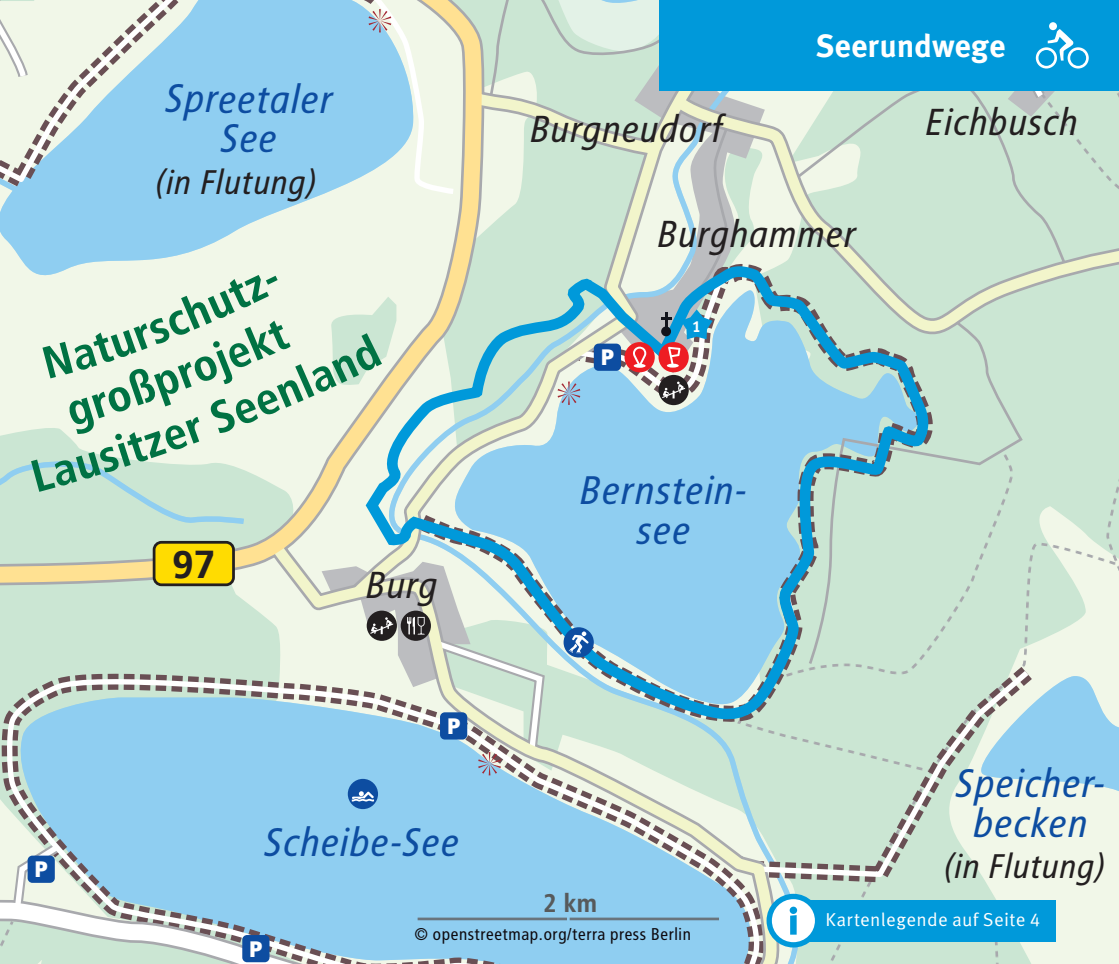 Seerundwege
Spreetaler
See
(in Flutung)
Burgneudorf
Eichbusch
Burghammer
Naturschutz-
großprojekt
Lausitzer Seenland
1
P
Bernstein-
see
97
Burg
P
Scheibe-See
Speicher-
becken
(in Flutung)
P
2 km
© openstreetmap.org/terra press Berlin
i Kartenlegende auf Seite 4
P